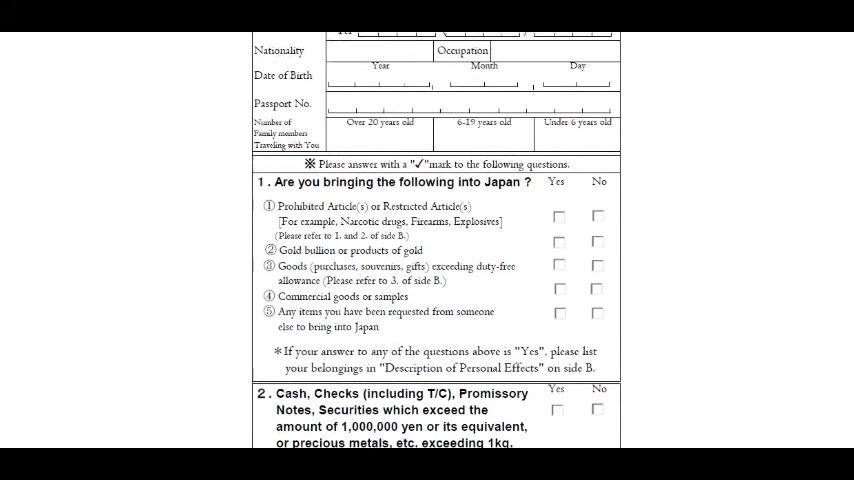 Nationality Occupation
Date of Birth Year Month Day
Passport No.
Number of Family members Traveling with You Over 20 years old 6-19 years old Under 6 years old
※ Please answer with a "✓"mark to the following questions.
1. Are you bringing the following into Japan ? Yes No
① Prohibited Article(s) or Restricted Article(s)
[For example, Narcotic drugs, Firearms, Explosives]
(Please refer to 1. and 2. of side B.)
② Gold bullion or products of gold
③ Goods (purchases, souvenirs, gifts) exceeding duty-free
allowance (Please refer to 3. of side B.)
④ Commercial goods or samples
⑤ Any items you have been requested from someone
else to bring into Japan
*If your answer to any of the questions above is "Yes", please list
your belongings in "Description of Personal Effects" on side B.
2. Cash, Checks (including T/C), Promissory Yes No
Notes, Securities which exceed the
amount of 1,000,000 yen or its equivalent,
or precious metals, etc. exceeding 1kg.